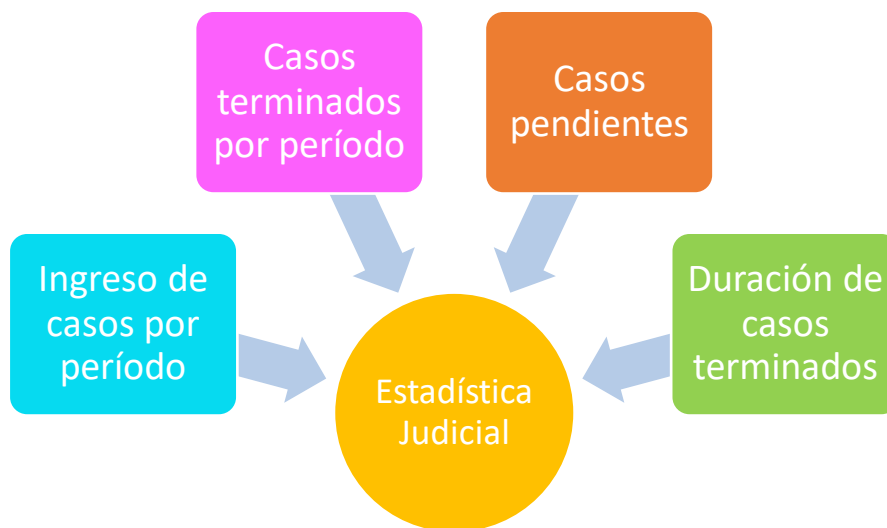 Casos
terminados
por período
Casos
pendientes
Ingreso de
casos por
período
Duración de
casos
terminados
Estadística
Judicial